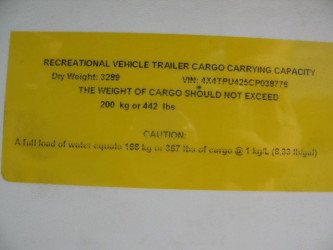 RECREATIONAL VEHICLE TRAILER CARGO CARRYING CAPACITY
Dry Weight: 3289 VIN: 4X4TPU425CP038776
THE WEIGHT OF CARGO SHOULD NOT EXCEED
200 kg or 442 lbs
CAUTION:
A full load of water equals 166 kg or 367 lbs of cargo @ 1 kg/L (8.33 lb/gal)